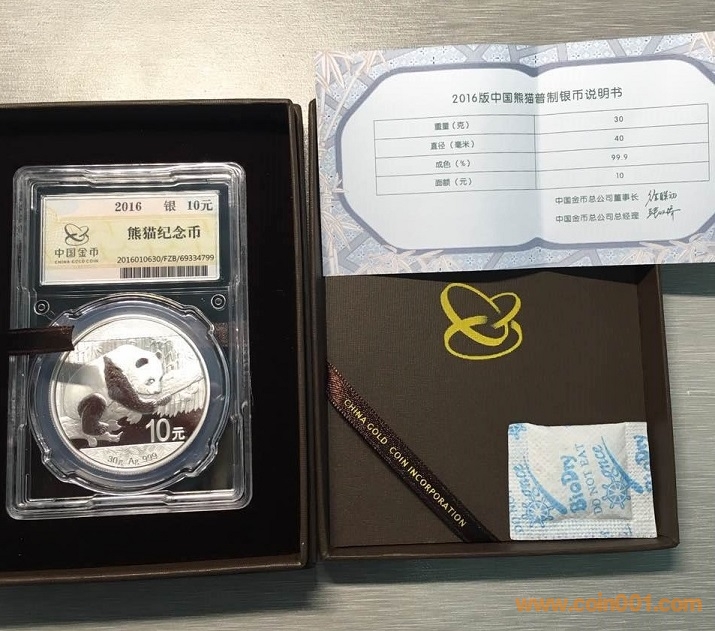 2016 银 10元
熊猫纪念币
中国金币
CHINA GOLD COIN
2016010630/FZB/69334799
10元
30g Ag .999
2016版中国熊猫普制银币说明书
重量（克） 30
直径（毫米） 40
成色（%） 99.9
面额（元） 10
中国金币总公司董事长
中国金币总公司总经理
CHINA GOLD COIN INCORPORATION
BioDry
DO NOT EAT
www.coin001.com